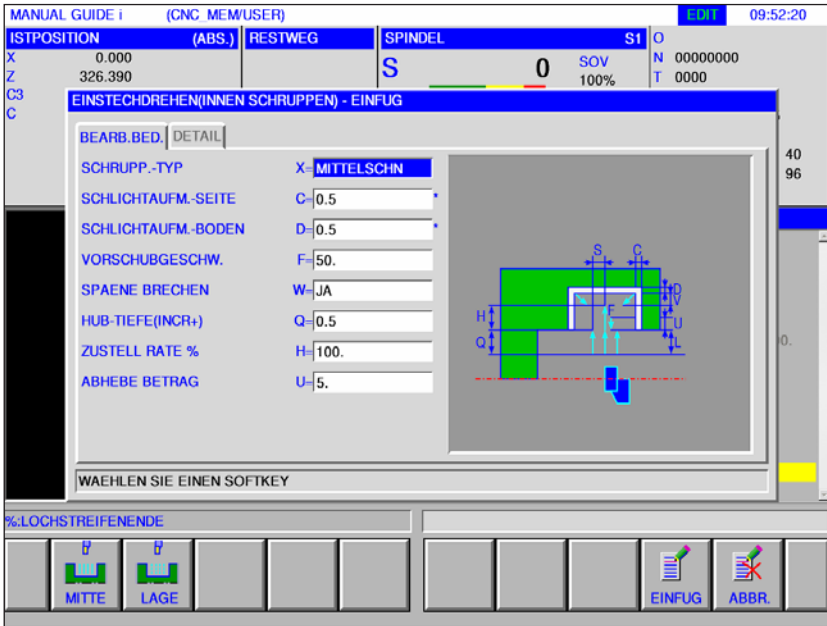 MANUAL GUIDE i (CNC_MEM/USER) EDIT 09:52:20
ISTPOSITION (ABS.) RESTWEG SPINDEL S1 O
X 0.000 S 0 SOV 100% N 00000000
Z 326.390 T 0000
C3
C
EINSTECHDREHEN(INNEN SCHRUPPEN) - EINFUG
BEARB.BED. DETAIL
40
96
SCHRUPP.-TYP X= MITTELSCHN
SCHLICHTAUFM.-SEITE C= 0.5 *
SCHLICHTAUFM.-BODEN D= 0.5 *
VORSCHUBGESCHW. F= 50.
SPAENE BRECHEN W= JA
HUB-TIEFE(INCR+) Q= 0.5
ZUSTELL RATE % H= 100.
ABHEBE BETRAG U= 5.
S C
D
V
H F U
Q L
0.
WAEHLEN SIE EINEN SOFTKEY
%:LOCHSTREIFENENDE
MITTE LAGE EINFUG ABBR.